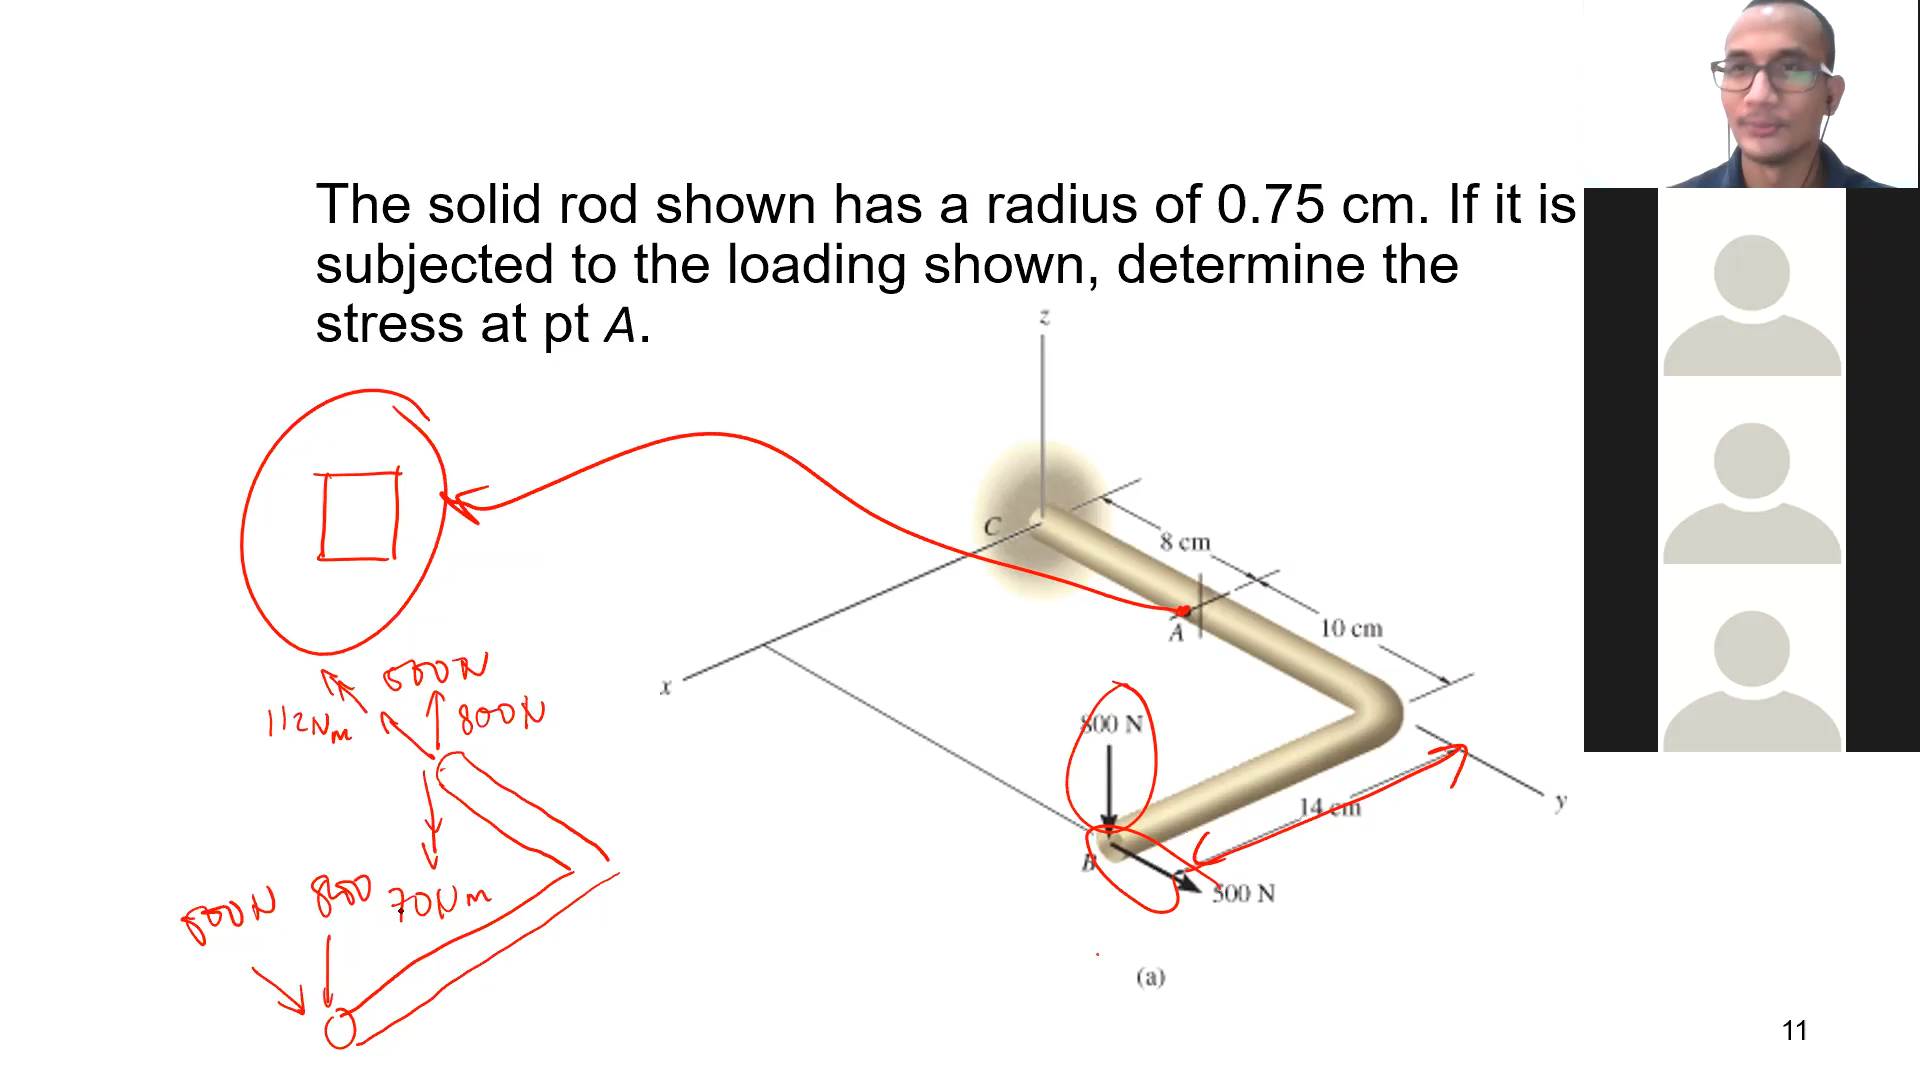 The solid rod shown has a radius of 0.75 cm. If it is
subjected to the loading shown, determine the
stress at pt A.
z
C
8 cm
A
10 cm
x
800 N
14 cm
y
B
500 N
(a)
11
500N
112Nm
800N
500N
800
70Nm